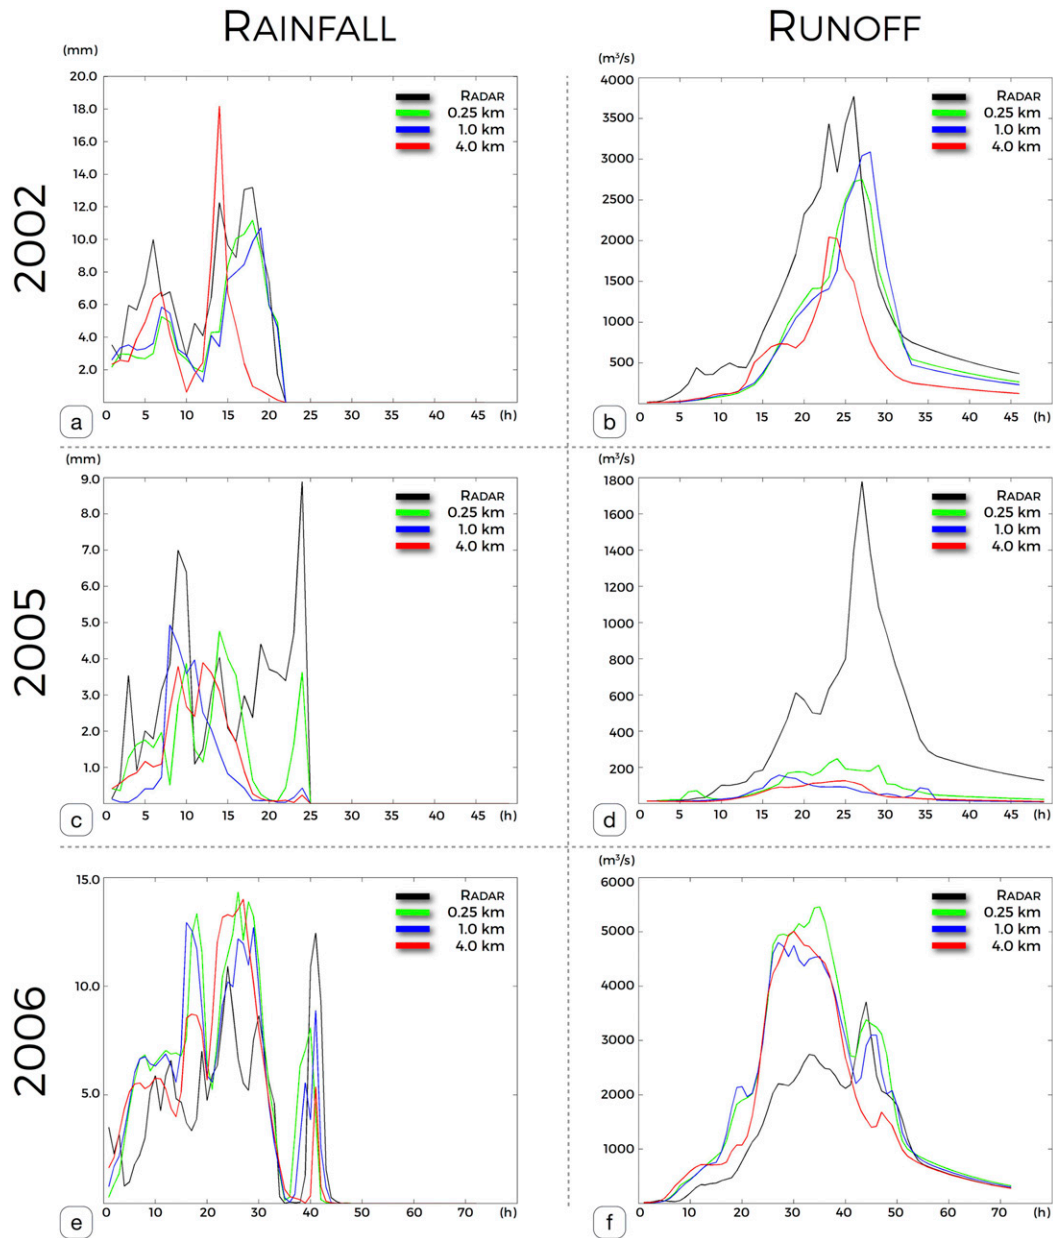 RAINFALL
RUNOFF
2002
(mm)
20.0
18.0
16.0
14.0
12.0
10.0
8.0
6.0
4.0
2.0
0 5 10 15 20 25 30 35 40 45 (h)
RADAR
0.25 km
1.0 km
4.0 km
a
(m³/s)
4000
3500
3000
2500
2000
1500
1000
500
0 5 10 15 20 25 30 35 40 45 (h)
RADAR
0.25 km
1.0 km
4.0 km
b
2005
(mm)
9.0
8.0
7.0
6.0
5.0
4.0
3.0
2.0
1.0
0 5 10 15 20 25 30 35 40 45 (h)
RADAR
0.25 km
1.0 km
4.0 km
c
(m³/s)
1800
1600
1400
1200
1000
800
600
400
200
0 5 10 15 20 25 30 35 40 45 (h)
RADAR
0.25 km
1.0 km
4.0 km
d
2006
15.0
10.0
5.0
0 10 20 30 40 50 60 70 (h)
RADAR
0.25 km
1.0 km
4.0 km
e
(m³/s)
6000
5000
4000
3000
2000
1000
0 10 20 30 40 50 60 70 (h)
RADAR
0.25 km
1.0 km
4.0 km
f